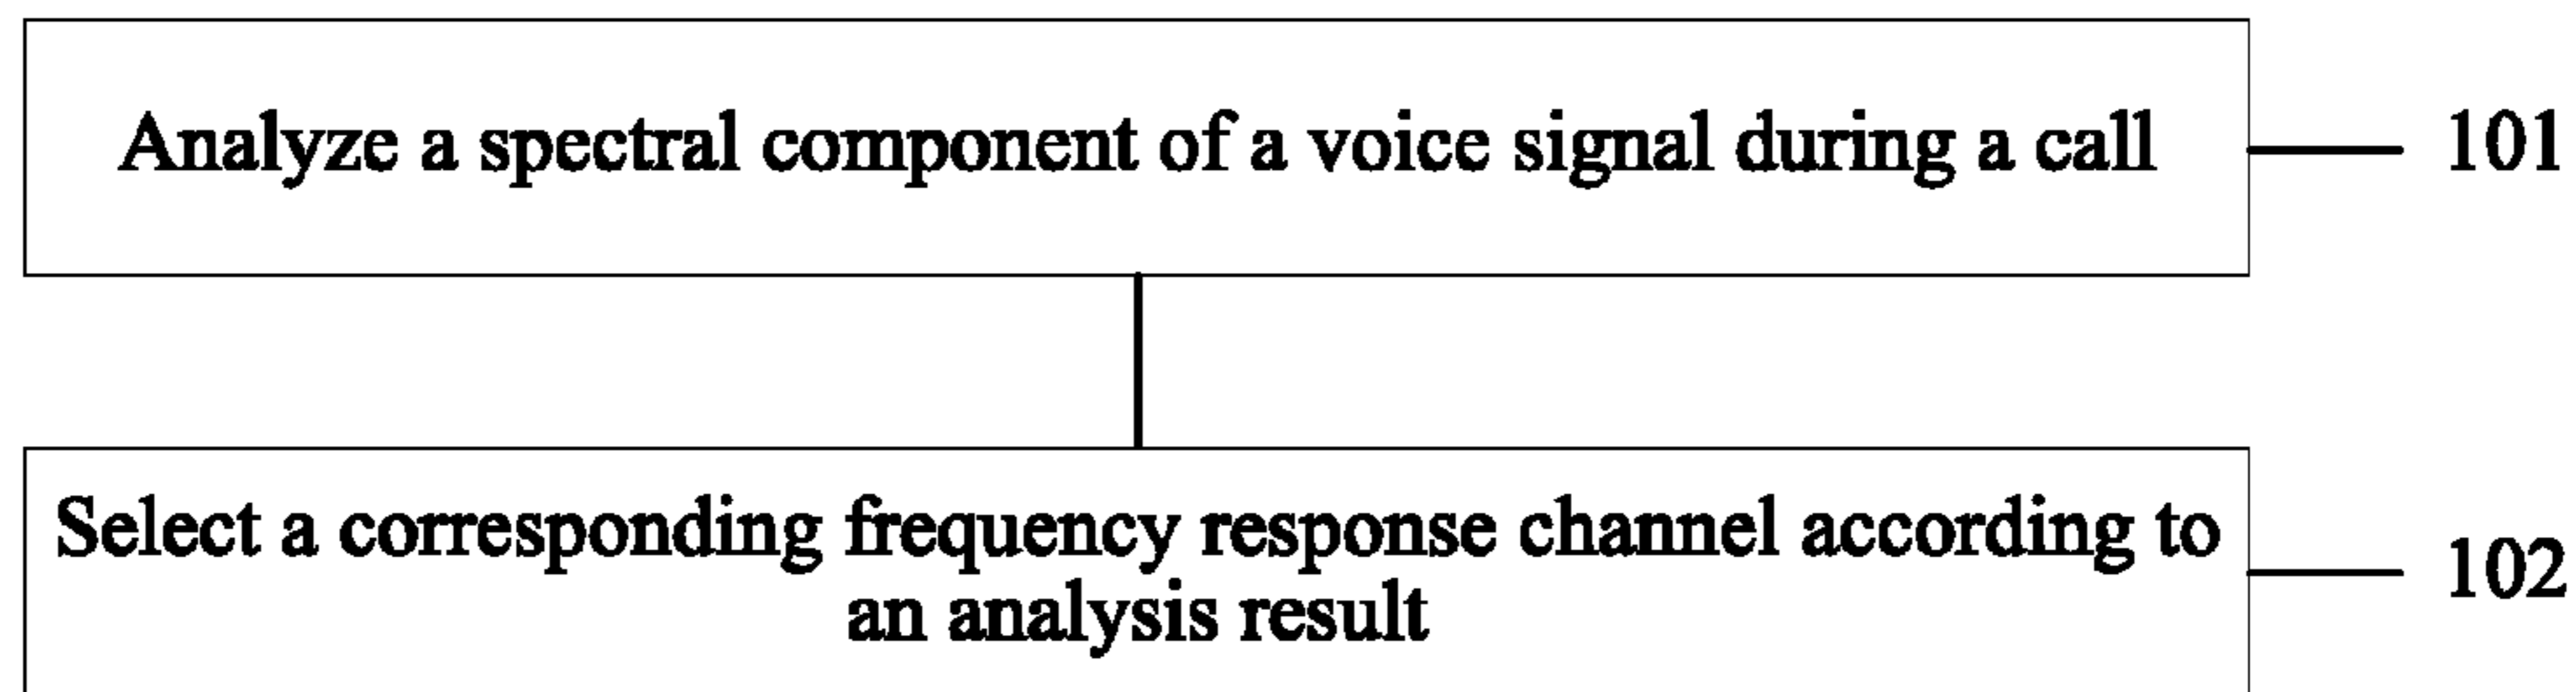 Analyze a spectral component of a voice signal during a call
101
Select a corresponding frequency response channel according to
an analysis result
102